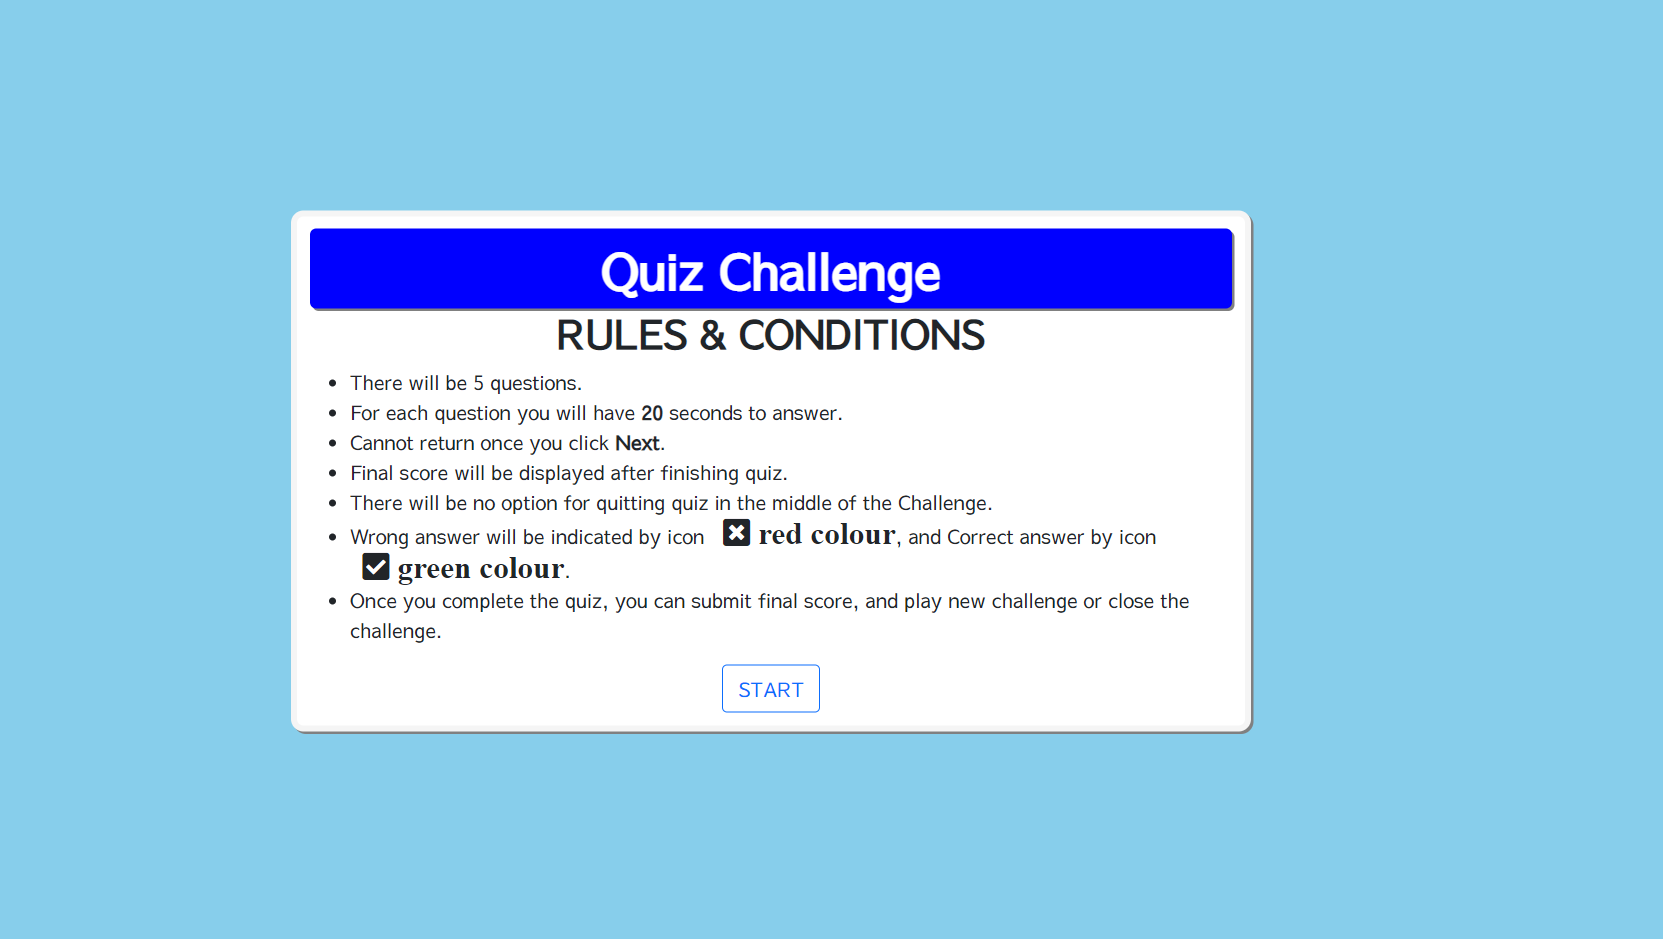 Quiz Challenge
RULES & CONDITIONS
• There will be 5 questions.
• For each question you will have 20 seconds to answer.
• Cannot return once you click Next.
• Final score will be displayed after finishing quiz.
• There will be no option for quitting quiz in the middle of the Challenge.
• Wrong answer will be indicated by icon red colour, and Correct answer by icon
green colour.
• Once you complete the quiz, you can submit final score, and play new challenge or close the
challenge.
START